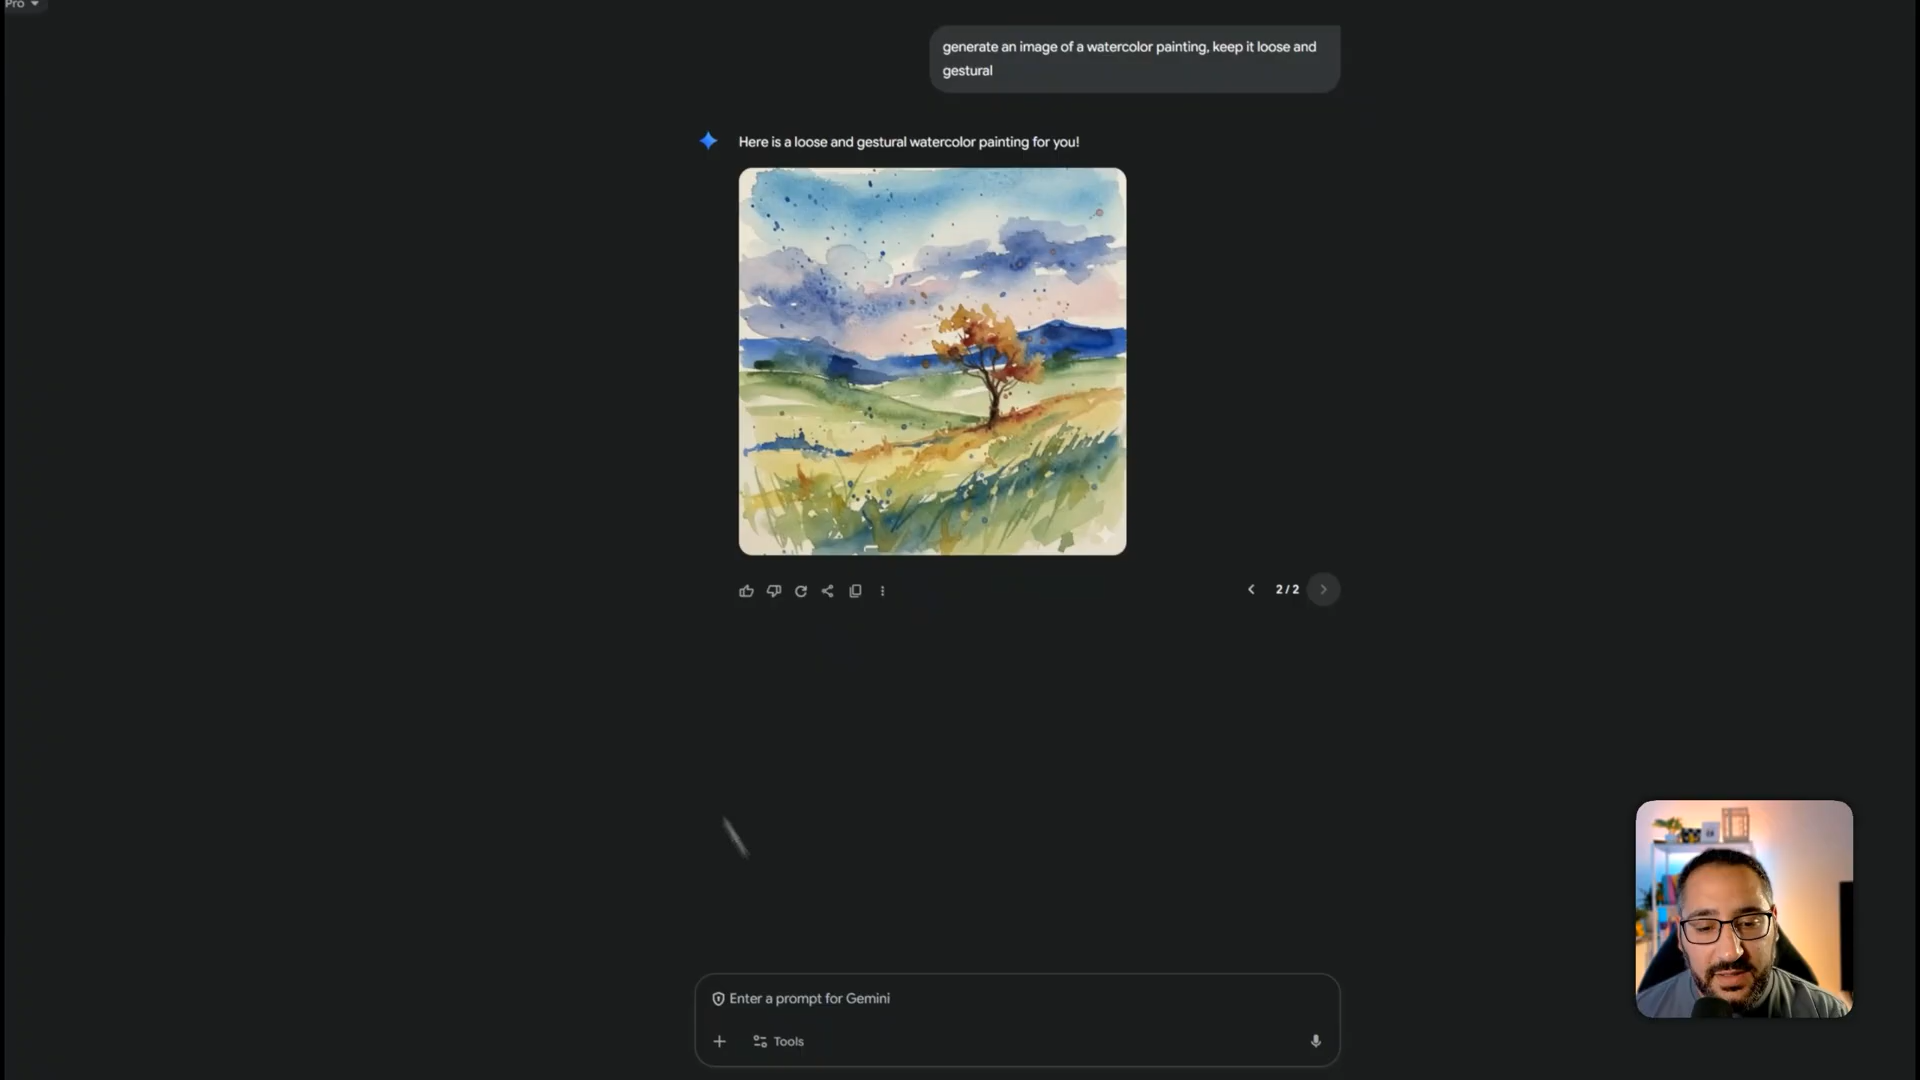 Pro
generate an image of a watercolor painting, keep it loose and
gestural
Here is a loose and gestural watercolor painting for you!
2 / 2
Enter a prompt for Gemini
Tools